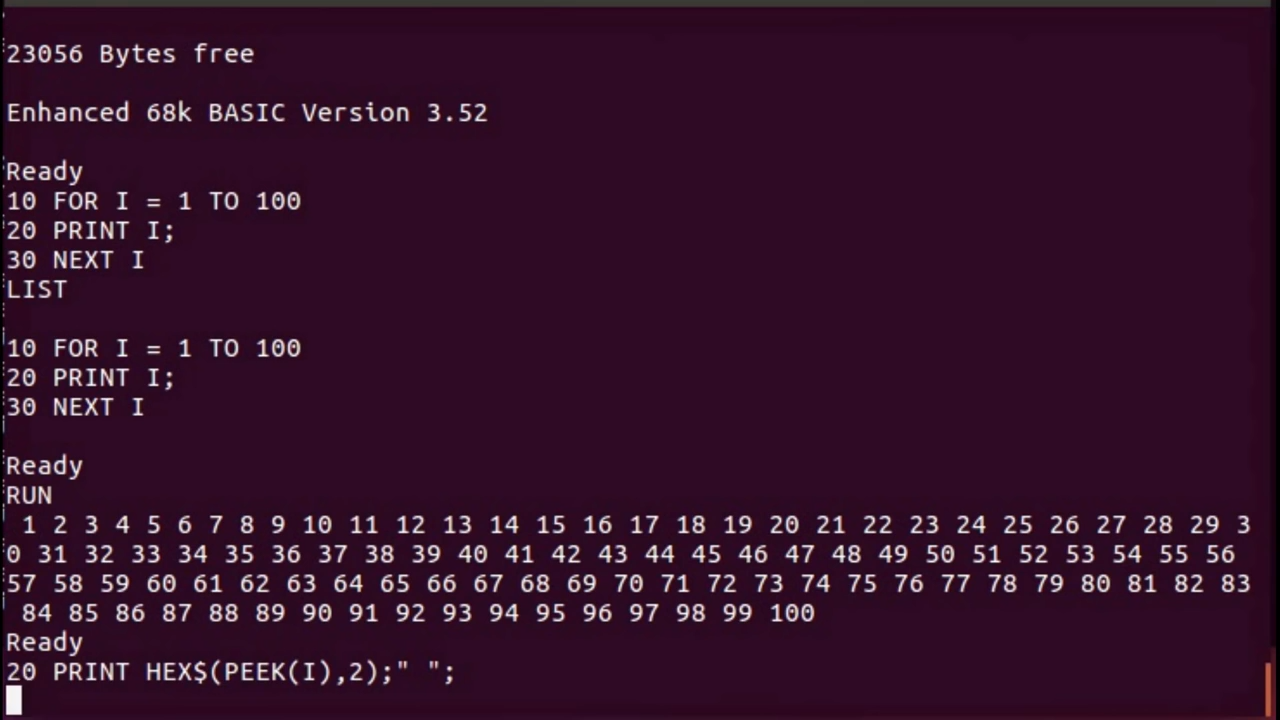 23056 Bytes free
Enhanced 68k BASIC Version 3.52
Ready
10 FOR I = 1 TO 100
20 PRINT I;
30 NEXT I
LIST
10 FOR I = 1 TO 100
20 PRINT I;
30 NEXT I
Ready
RUN
 1 2 3 4 5 6 7 8 9 10 11 12 13 14 15 16 17 18 19 20 21 22 23 24 25 26 27 28 29 3
0 31 32 33 34 35 36 37 38 39 40 41 42 43 44 45 46 47 48 49 50 51 52 53 54 55 56
57 58 59 60 61 62 63 64 65 66 67 68 69 70 71 72 73 74 75 76 77 78 79 80 81 82 83
 84 85 86 87 88 89 90 91 92 93 94 95 96 97 98 99 100
Ready
20 PRINT HEX$(PEEK(I),2);" ";